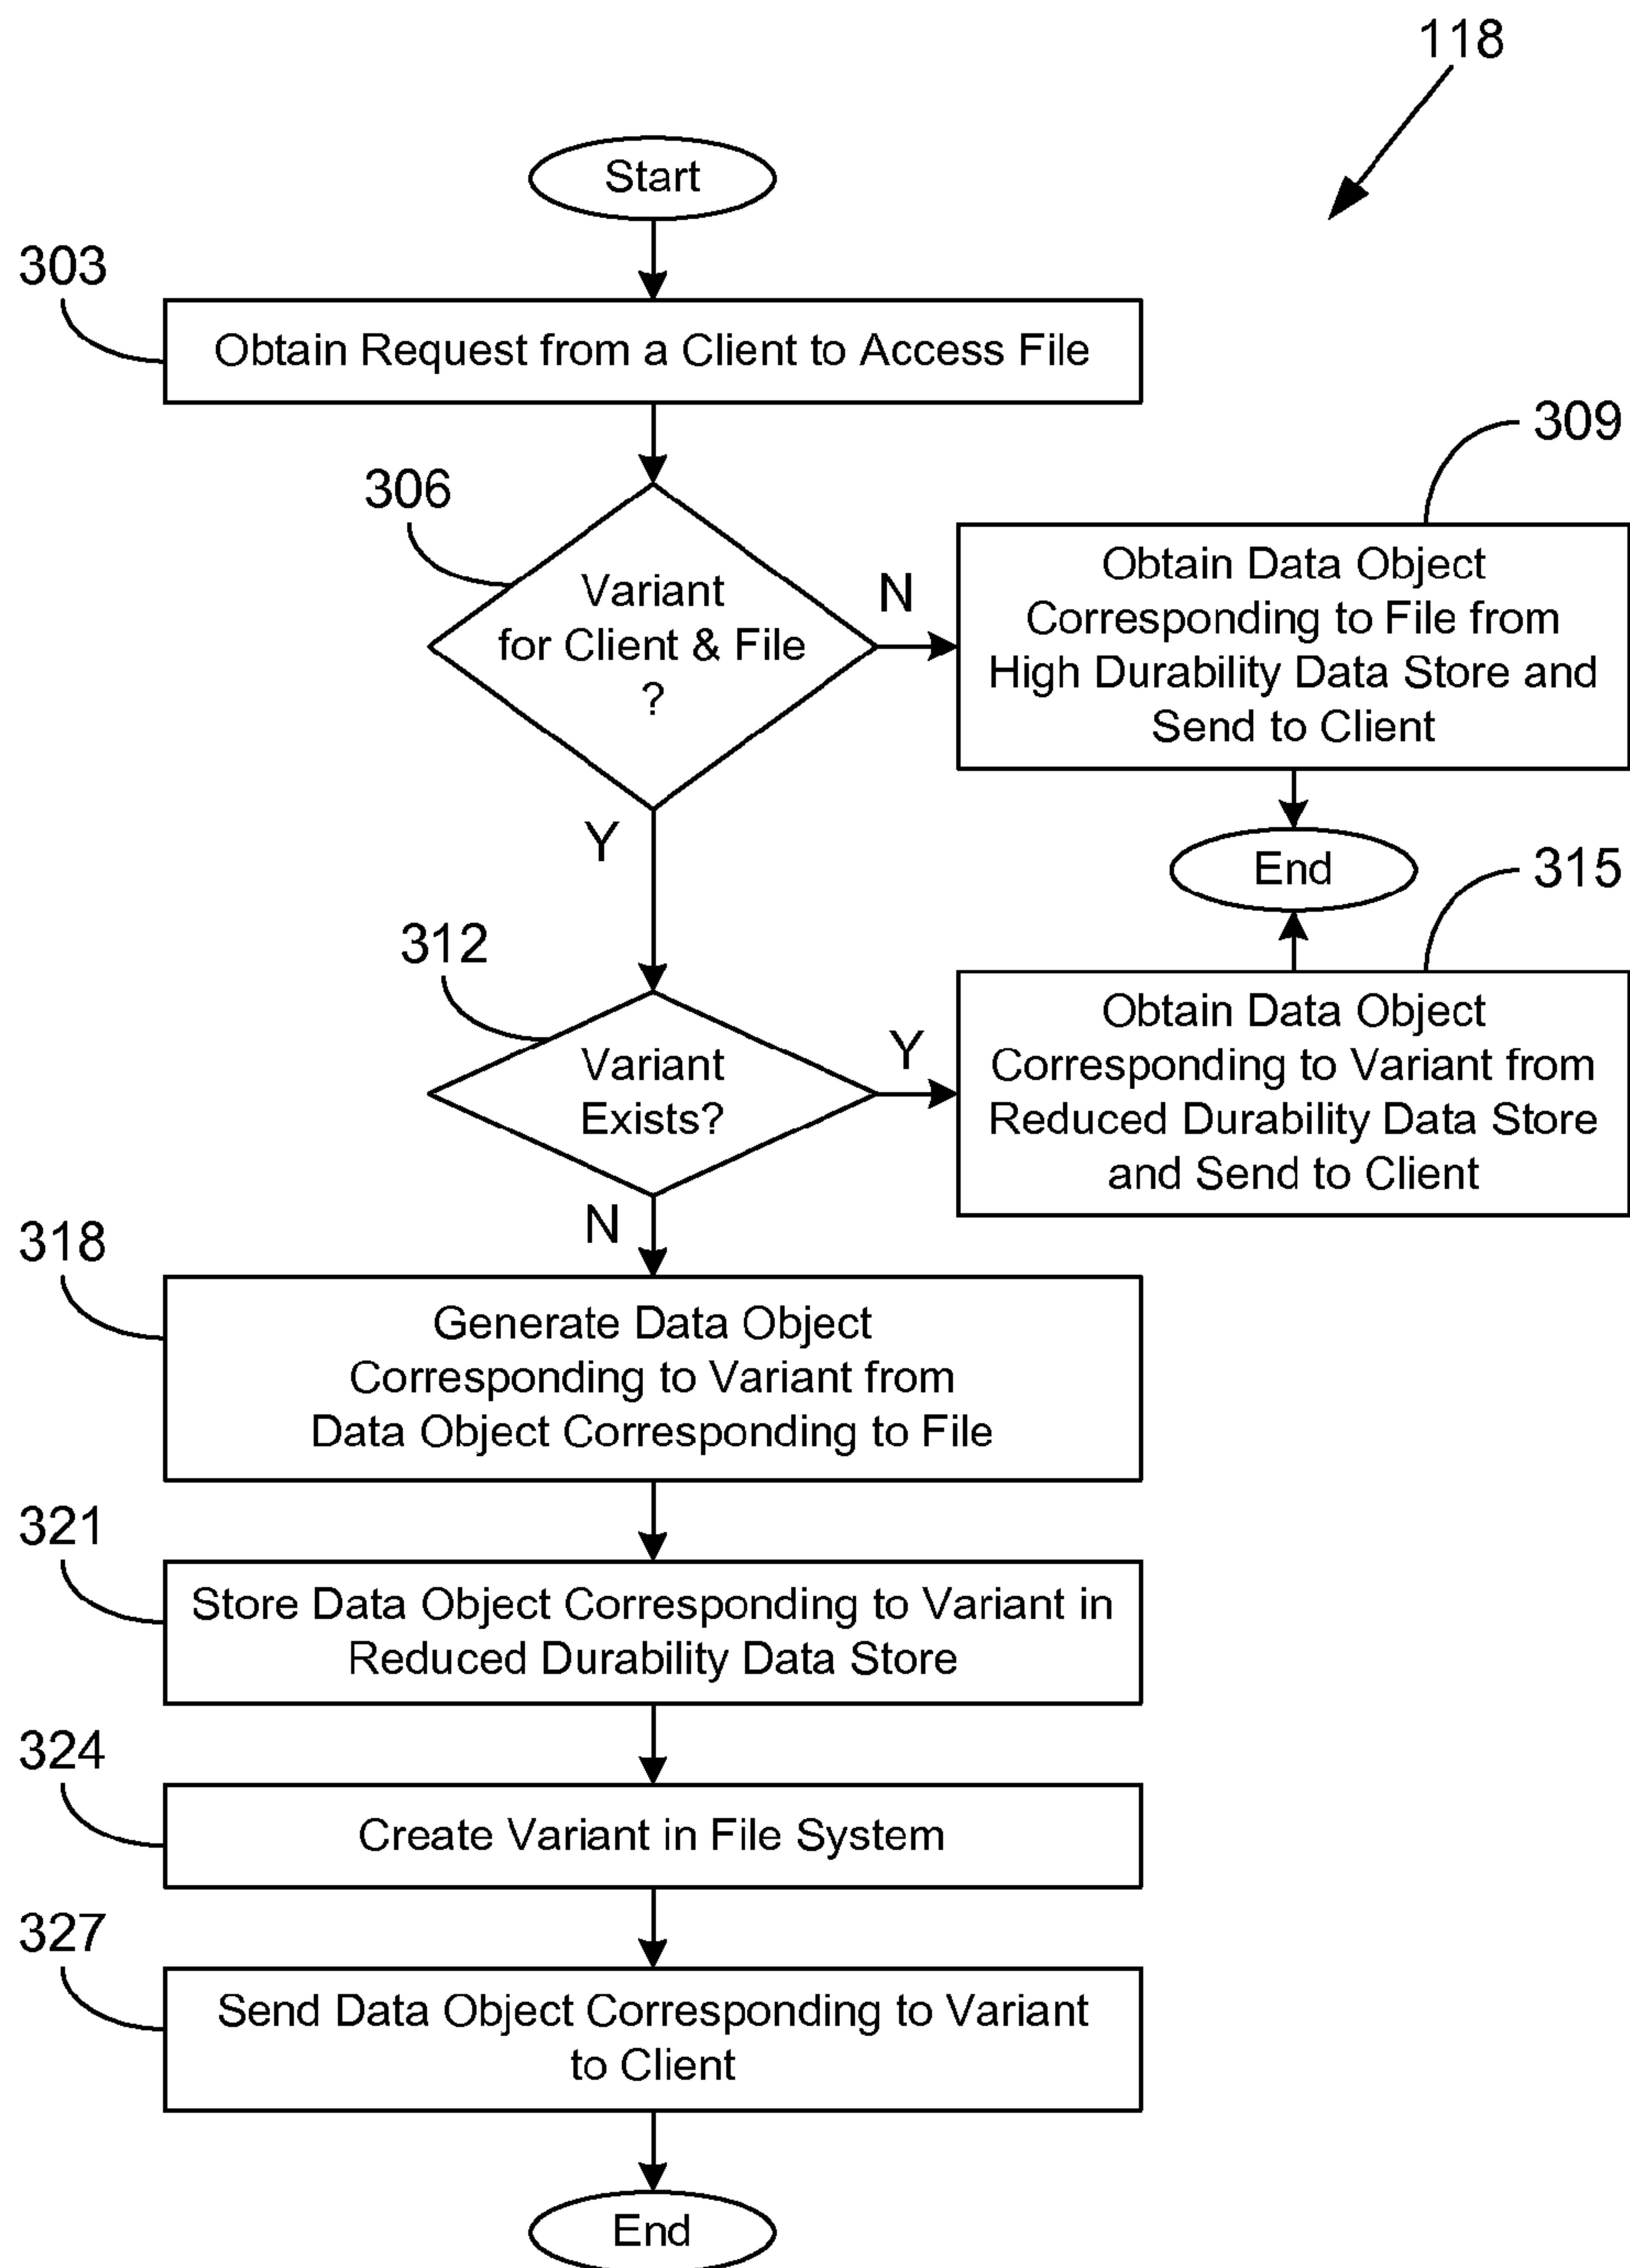 118
Start
303
Obtain Request from a Client to Access File
309
306
Variant
for Client & File
?
N
Obtain Data Object
Corresponding to File from
High Durability Data Store and
Send to Client
Y
End
315
312
Variant
Exists?
Y
Obtain Data Object
Corresponding to Variant from
Reduced Durability Data Store
and Send to Client
N
318
Generate Data Object
Corresponding to Variant from
Data Object Corresponding to File
321
Store Data Object Corresponding to Variant in
Reduced Durability Data Store
324
Create Variant in File System
327
Send Data Object Corresponding to Variant
to Client
End